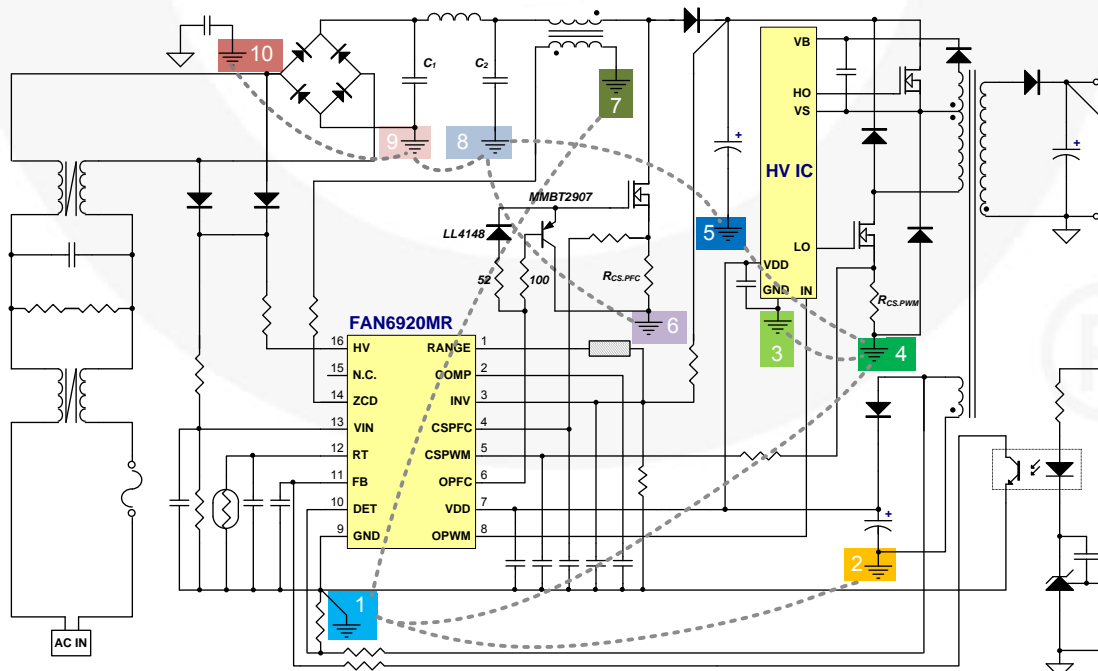 10
C1
C2
7
VB
HO
VS
HV IC
9
8
MMBT2907
LL4148
5
LO
52
100
RCS.PFC
VDD
GND
IN
RCS.PWM
6
3
4
FAN6920MR
16
HV
RANGE
1
15
N.C.
COMP
2
14
ZCD
INV
3
13
VIN
CSPFC
4
12
RT
CSPWM
5
11
FB
OPFC
6
10
DET
VDD
7
9
GND
OPWM
8
+
+
+
2
1
AC IN